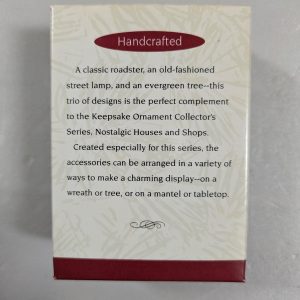 Handcrafted
A classic roadster, an old-fashioned
street lamp, and an evergreen tree--this
trio of designs is the perfect complement
to the Keepsake Ornament Collector's
Series, Nostalgic Houses and Shops.
Created especially for this series, the
accessories can be arranged in a variety of
ways to make a charming display--on a
wreath or tree, or on a mantel or tabletop.